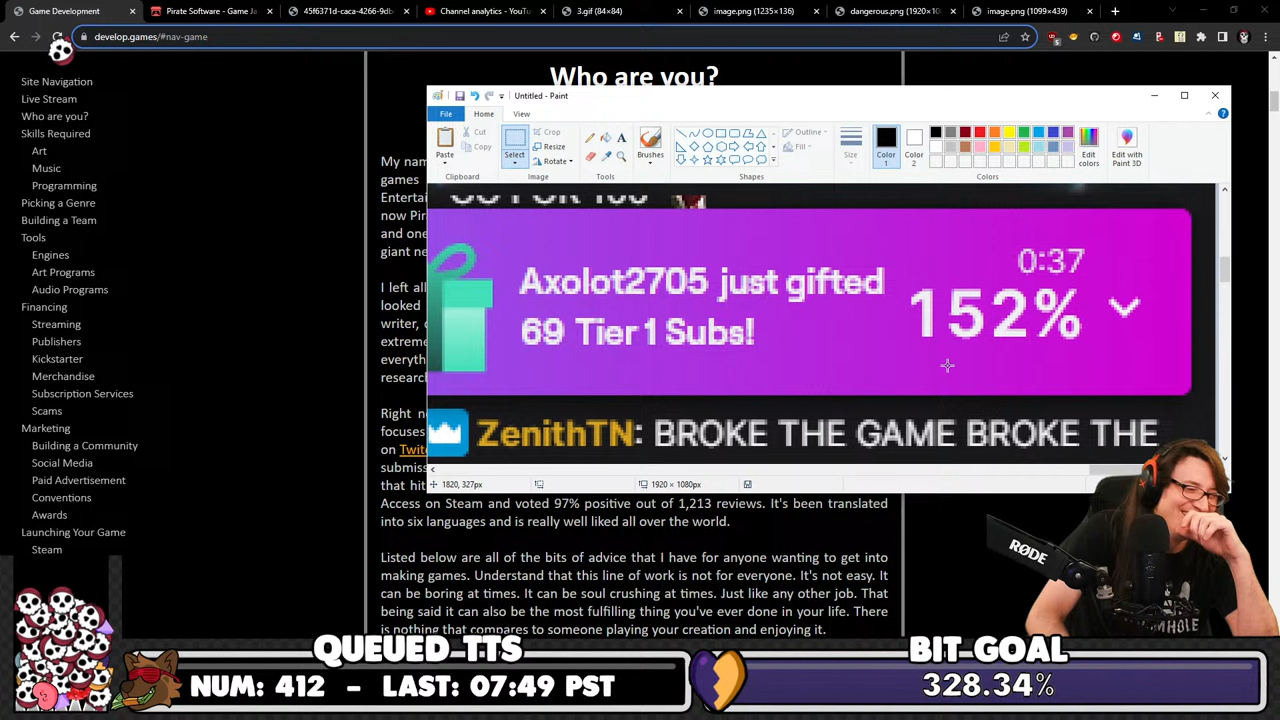 Game Development
Pirate Software - Game Ja
45f6371d-caca-4266-9db
Channel analytics - YouTu
3.gif (84×84)
image.png (1235×136)
dangerous.png (1920×10
image.png (1099×439)
develop.games/#nav-game
Site Navigation
Live Stream
Who are you?
Skills Required
Art
Music
Programming
Picking a Genre
Building a Team
Tools
Engines
Art Programs
Audio Programs
Financing
Streaming
Publishers
Kickstarter
Merchandise
Subscription Services
Scams
Marketing
Building a Community
Social Media
Paid Advertisement
Conventions
Awards
Launching Your Game
Steam
Who are you?
My nam
games
Entertai
now Pir
and one
giant ne
I left all
looked
writer,
extreme
everyth
researc
Right n
focuses
on Twitc
submiss
that hit
Access on Steam and voted 97% positive out of 1,213 reviews. It's been translated
into six languages and is really well liked all over the world.
Listed below are all of the bits of advice that I have for anyone wanting to get into
making games. Understand that this line of work is not for everyone. It's not easy. It
can be boring at times. It can be soul crushing at times. Just like any other job. That
being said it can also be the most fulfilling thing you've ever done in your life. There
is nothing that compares to someone playing your creation and enjoying it.
Untitled - Paint
File
Home
View
Paste
Cut
Copy
Clipboard
Select
Crop
Resize
Rotate
Image
Tools
Brushes
Shapes
Outline
Fill
Size
Color 1
Color 2
Edit colors
Edit with Paint 3D
Colors
Axolot2705 just gifted
69 Tier 1 Subs!
0:37
152%
ZenithTN: BROKE THE GAME BROKE THE
1820, 327px
1920 × 1080px
RØDE
QUEUED TTS
NUM: 412 - LAST: 07:49 PST
BIT GOAL
328.34%